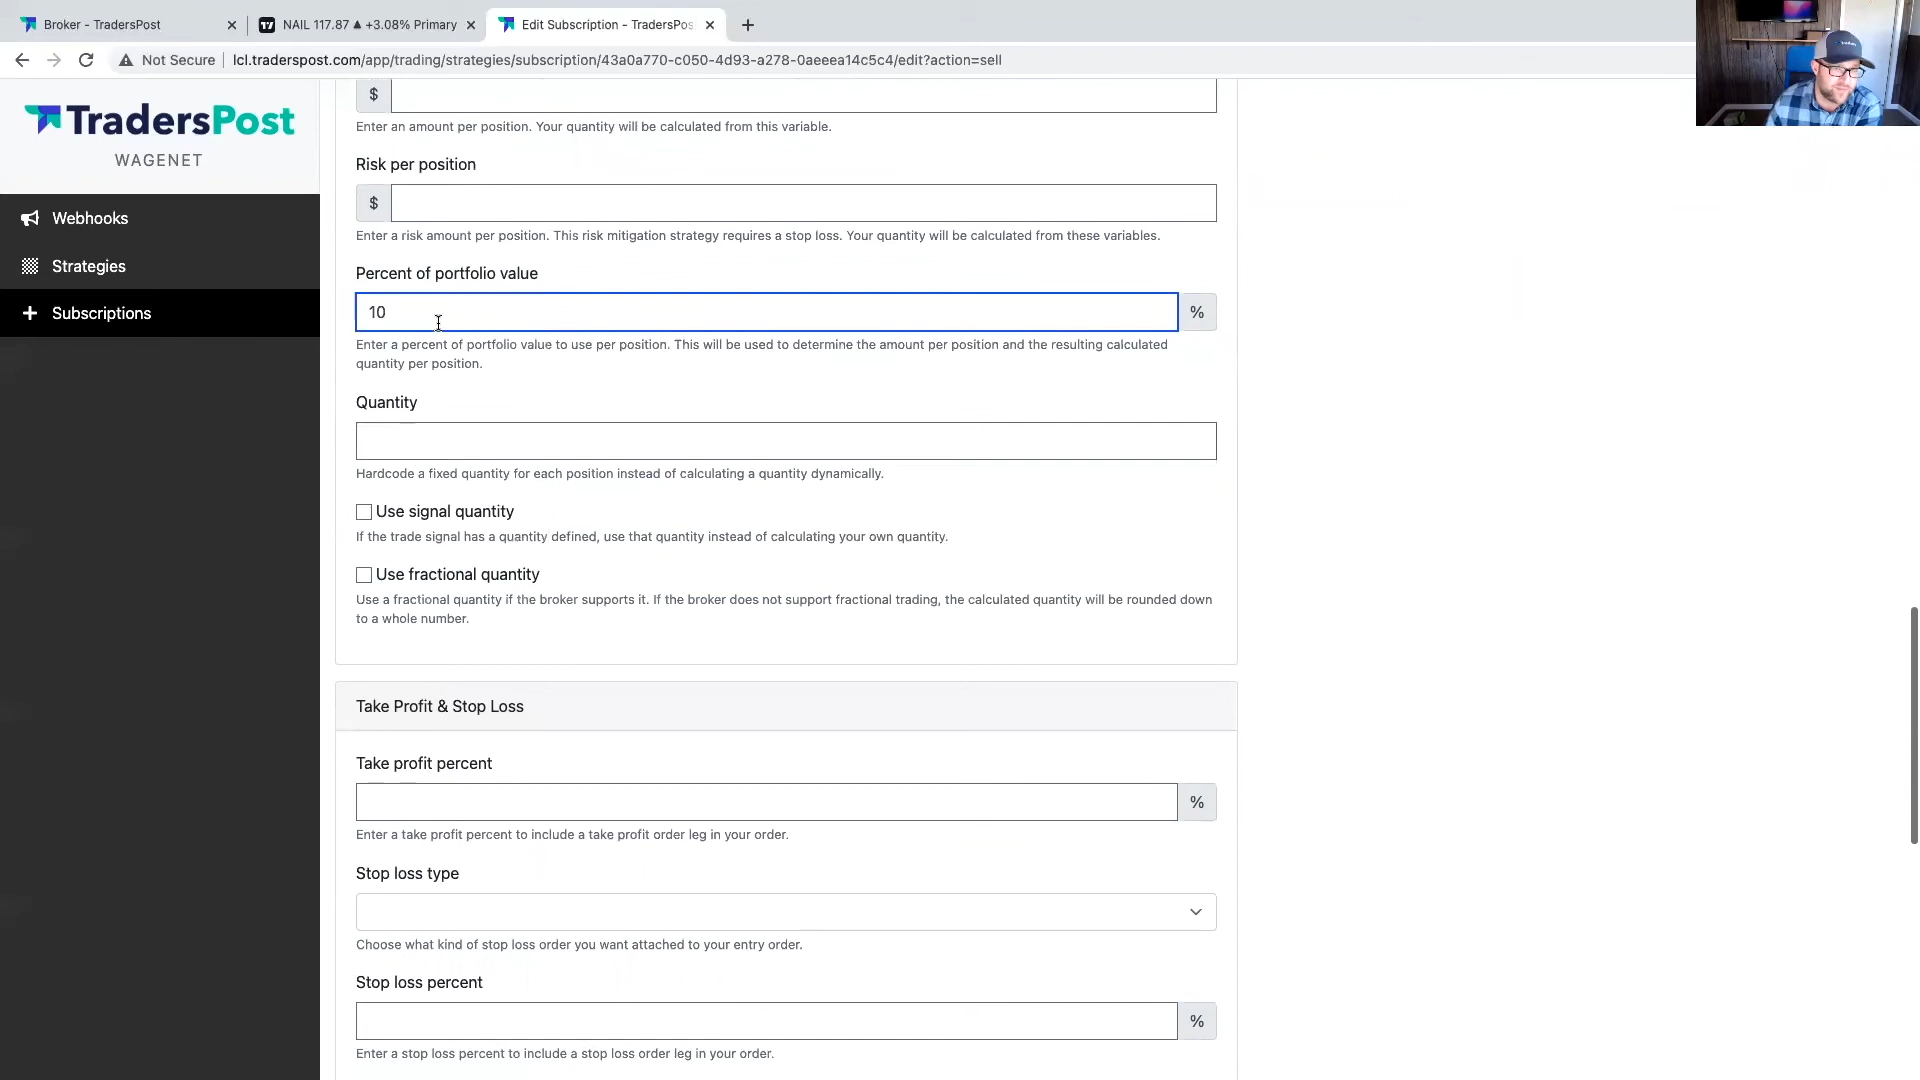 Broker - TradersPost
NAIL 117.87 ▲ +3.08% Primary
Edit Subscription - TradersPos
Not Secure
lcl.traderspost.com/app/trading/strategies/subscription/43a0a770-c050-4d93-a278-0aeeea14c5c4/edit?action=sell
TradersPost
WAGENET
Webhooks
Strategies
Subscriptions
$
Enter an amount per position. Your quantity will be calculated from this variable.
Risk per position
$
Enter a risk amount per position. This risk mitigation strategy requires a stop loss. Your quantity will be calculated from these variables.
Percent of portfolio value
10
%
Enter a percent of portfolio value to use per position. This will be used to determine the amount per position and the resulting calculated
quantity per position.
Quantity
Hardcode a fixed quantity for each position instead of calculating a quantity dynamically.
Use signal quantity
If the trade signal has a quantity defined, use that quantity instead of calculating your own quantity.
Use fractional quantity
Use a fractional quantity if the broker supports it. If the broker does not support fractional trading, the calculated quantity will be rounded down
to a whole number.
Take Profit & Stop Loss
Take profit percent
%
Enter a take profit percent to include a take profit order leg in your order.
Stop loss type
Choose what kind of stop loss order you want attached to your entry order.
Stop loss percent
%
Enter a stop loss percent to include a stop loss order leg in your order.